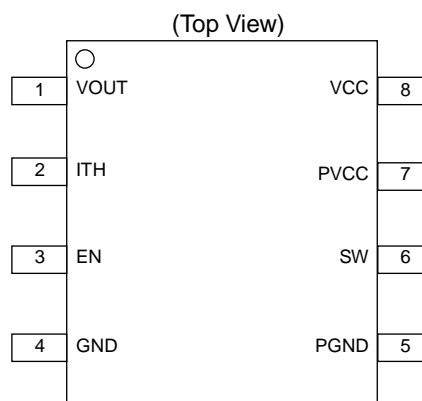 (Top View)
1 VOUT VCC 8
2 ITH PVCC 7
3 EN SW 6
4 GND PGND 5